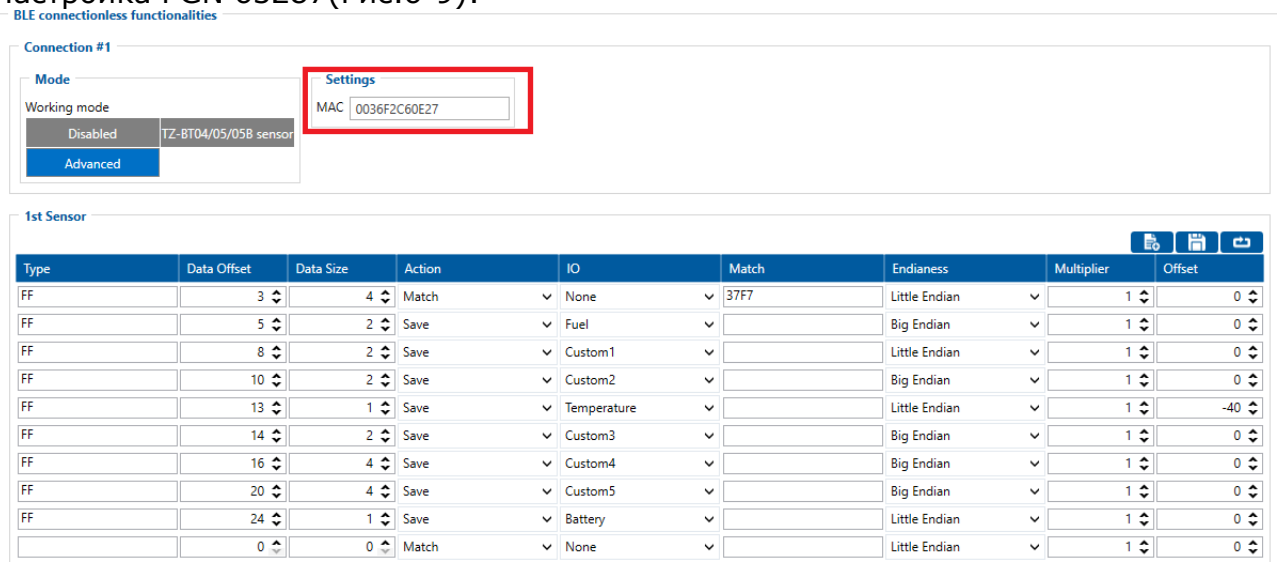 PGN 65287(Рис.6-9).
BLE connectionless functionalities
Connection #1
Mode
Settings
Working mode
MAC 0036F2C60E27
Disabled TZ-BT04/05/05B sensor
Advanced
1st Sensor
Type Data Offset Data Size Action IO Match Endianess Multiplier Offset
FF 3 4 Match None 37F7 Little Endian 1 0
FF 5 2 Save Fuel Big Endian 1 0
FF 8 2 Save Custom1 Little Endian 1 0
FF 10 2 Save Custom2 Big Endian 1 0
FF 13 1 Save Temperature Little Endian 1 -40
FF 14 2 Save Custom3 Big Endian 1 0
FF 16 4 Save Custom4 Big Endian 1 0
FF 20 4 Save Custom5 Big Endian 1 0
FF 24 1 Save Battery Little Endian 1 0
0 0 Match None Little Endian 1 0